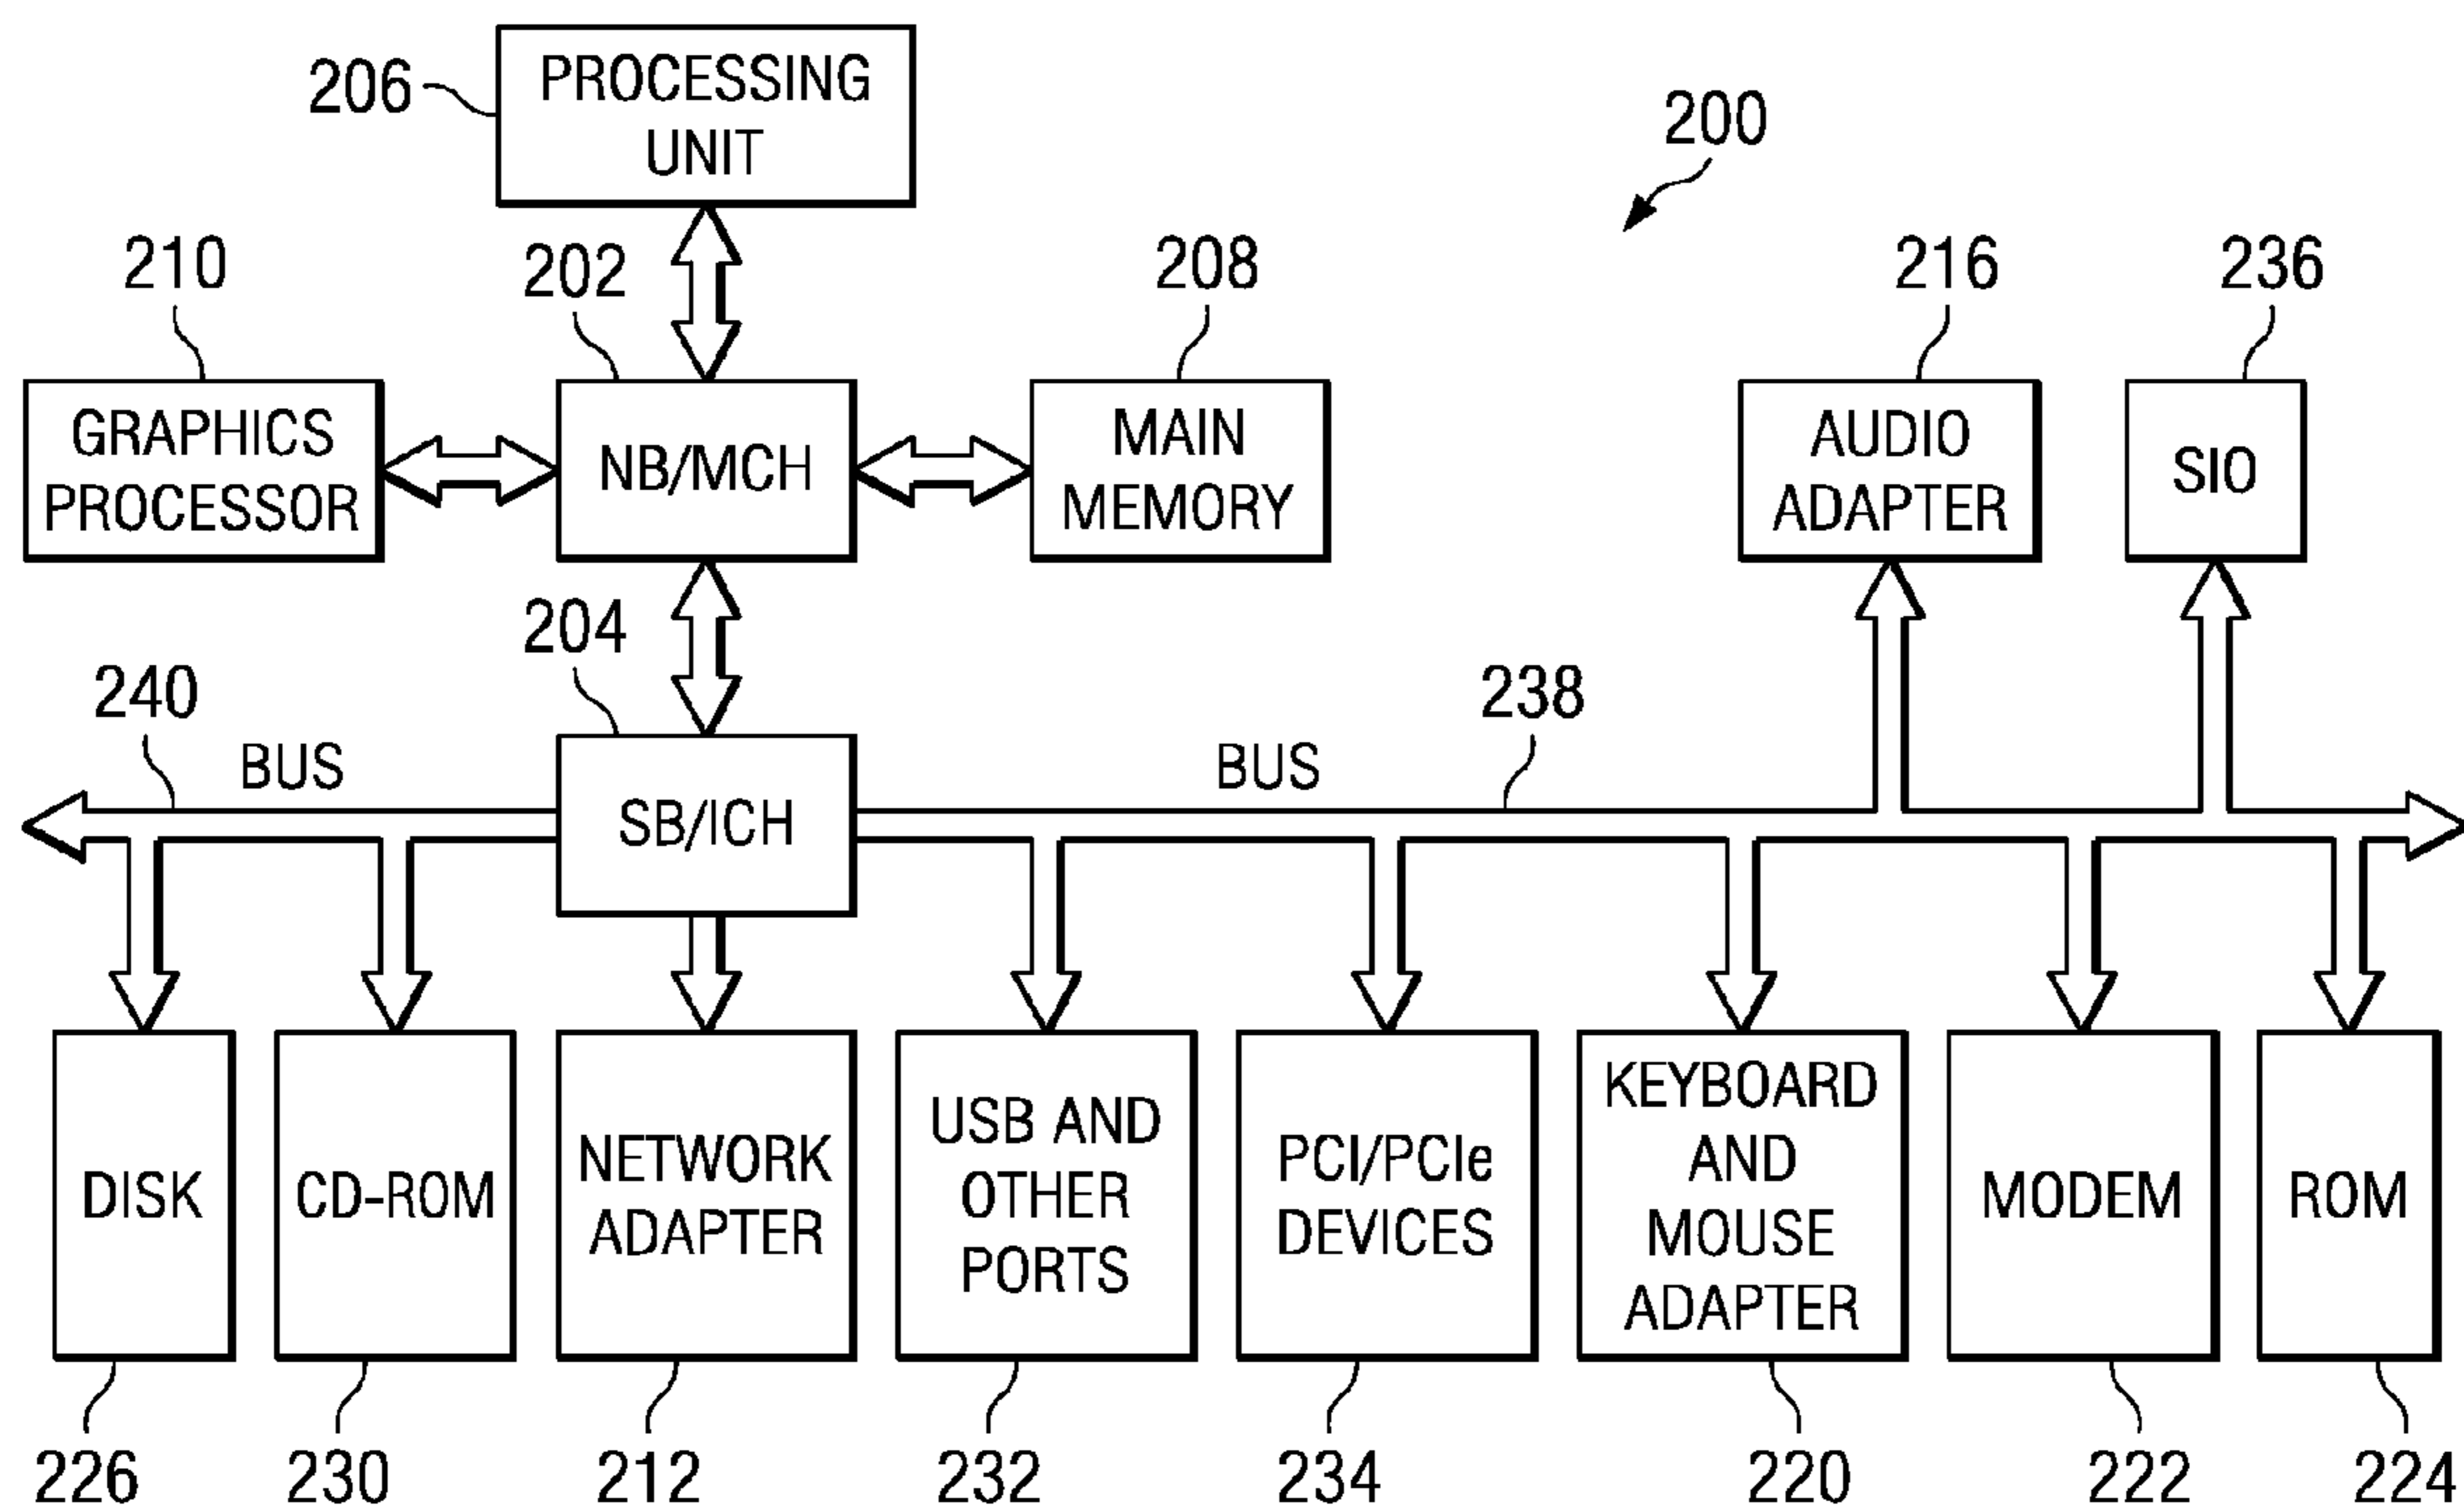 206
PROCESSING
UNIT
200
210
202
208
216
236
GRAPHICS
PROCESSOR
NB/MCH
MAIN
MEMORY
AUDIO
ADAPTER
SIO
204
240
BUS
238
BUS
SB/ICH
DISK
CD-ROM
NETWORK
ADAPTER
USB AND
OTHER
PORTS
PCI/PCIe
DEVICES
KEYBOARD
AND
MOUSE
ADAPTER
MODEM
ROM
226
230
212
232
234
220
222
224